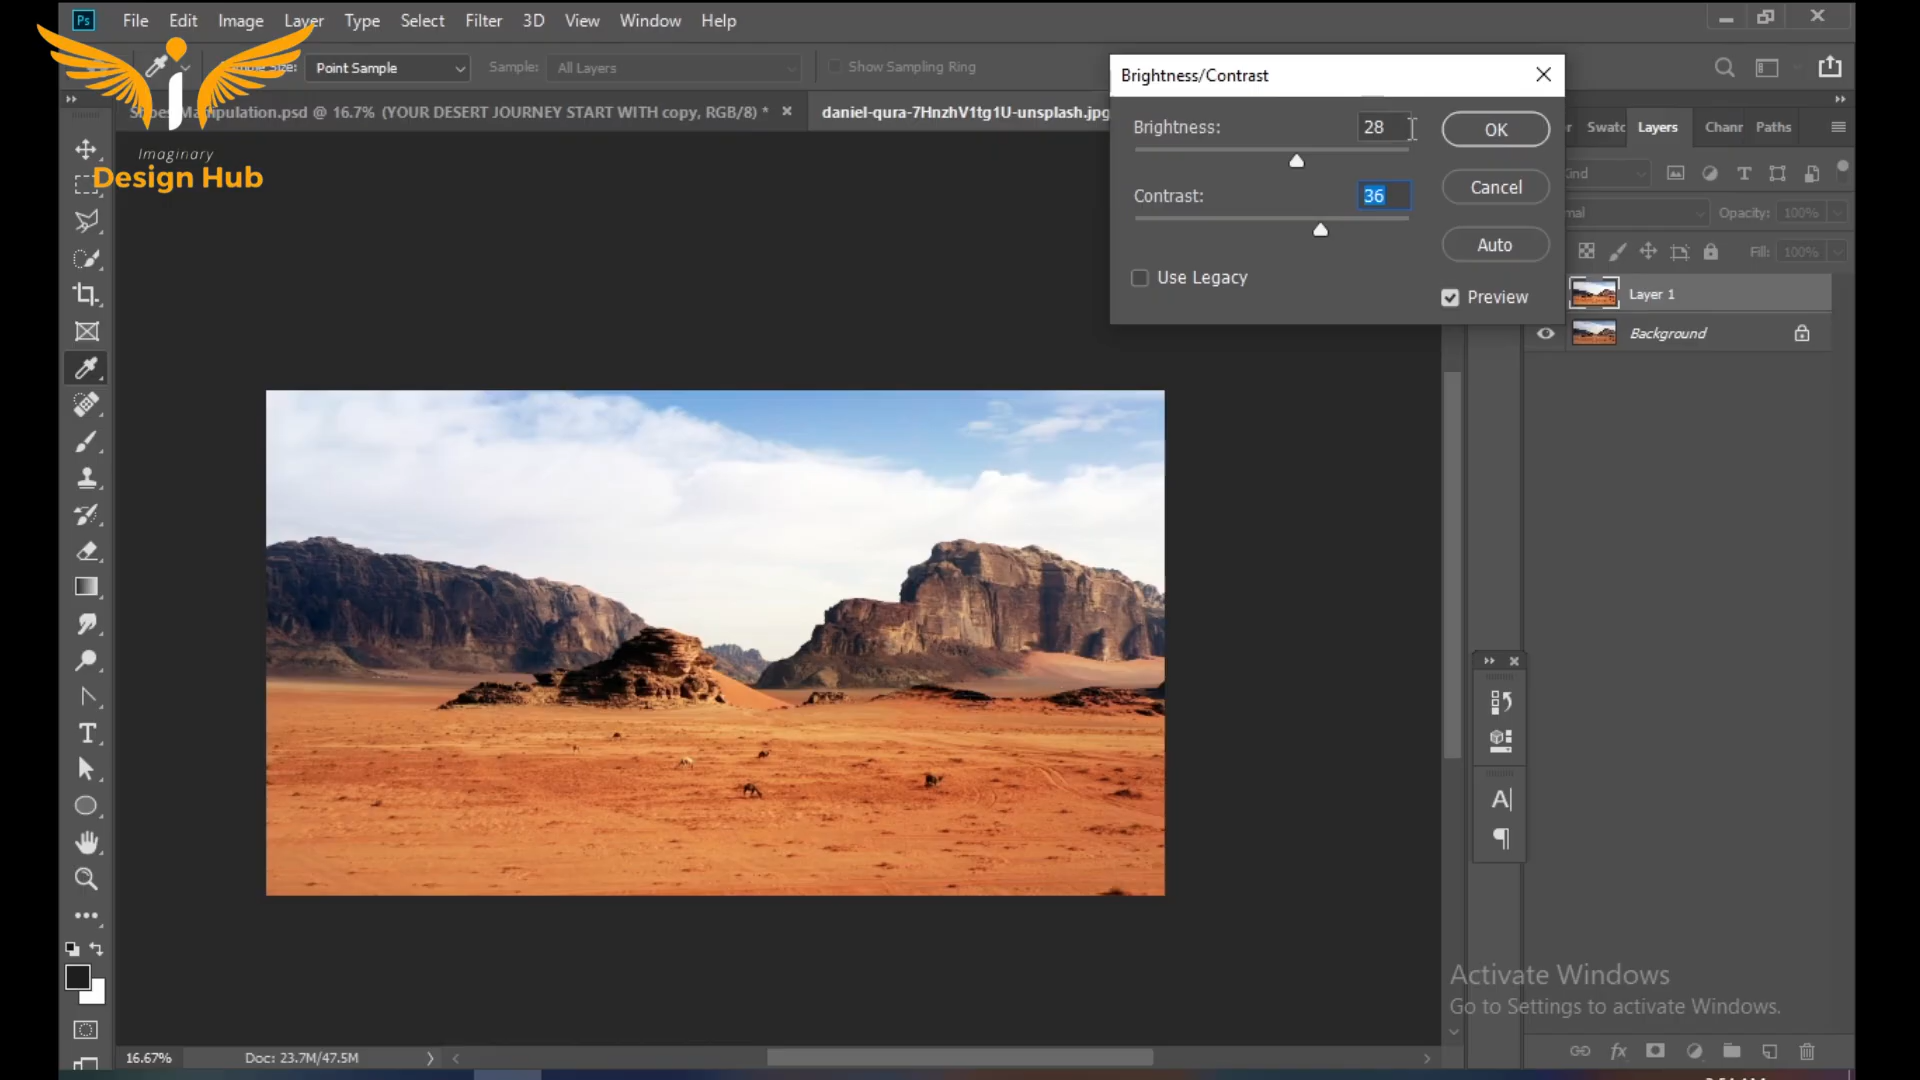 Ps File Edit Image Layer Type Select Filter 3D View Window Help
Size: Point Sample Sample: All Layers Show Sampling Ring
pulation.psd @ 16.7% (YOUR DESERT JOURNEY START WITH copy, RGB/8) *
daniel-qura-7HnzhV1tg1U-unsplash.jpg
Imaginary
Design Hub
Brightness/Contrast
Brightness: 28
OK
Contrast: 36
Cancel
Auto
Use Legacy
Preview
Swatc Layers Chanr Paths
Opacity: 100%
Fill: 100%
Layer 1
Background
Activate Windows
Go to Settings to activate Windows.
16.67% Doc: 23.7M/47.5M